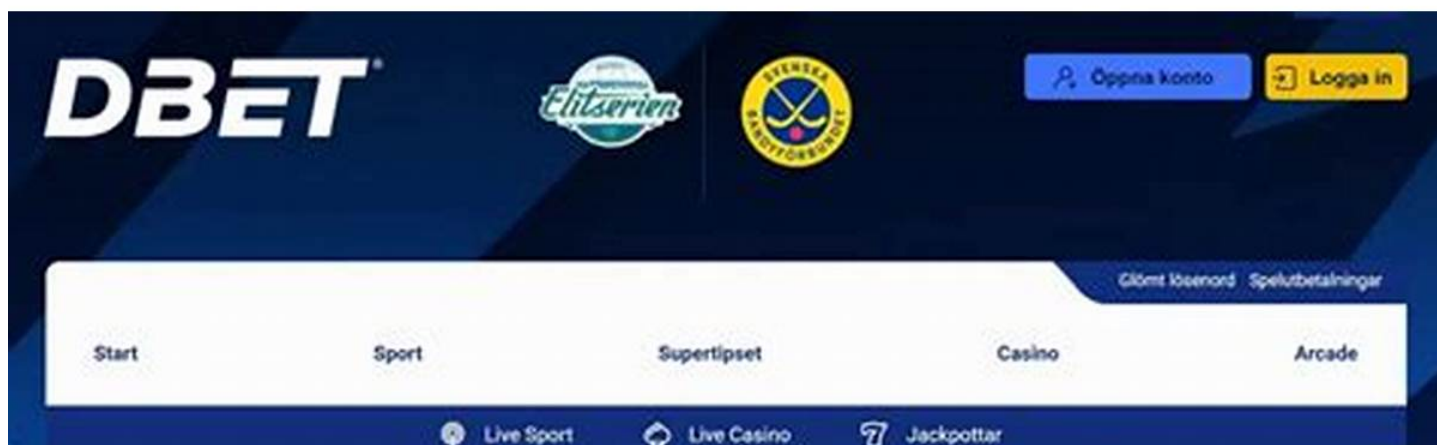 DBET
Elitserien
SVENSKA
BANDYFÖRBUNDET
Öppna konto
Logga in
Glömt lösenord Spelutbetalningar
Start Sport Supertipset Casino Arcade
Live Sport Live Casino Jackpottar